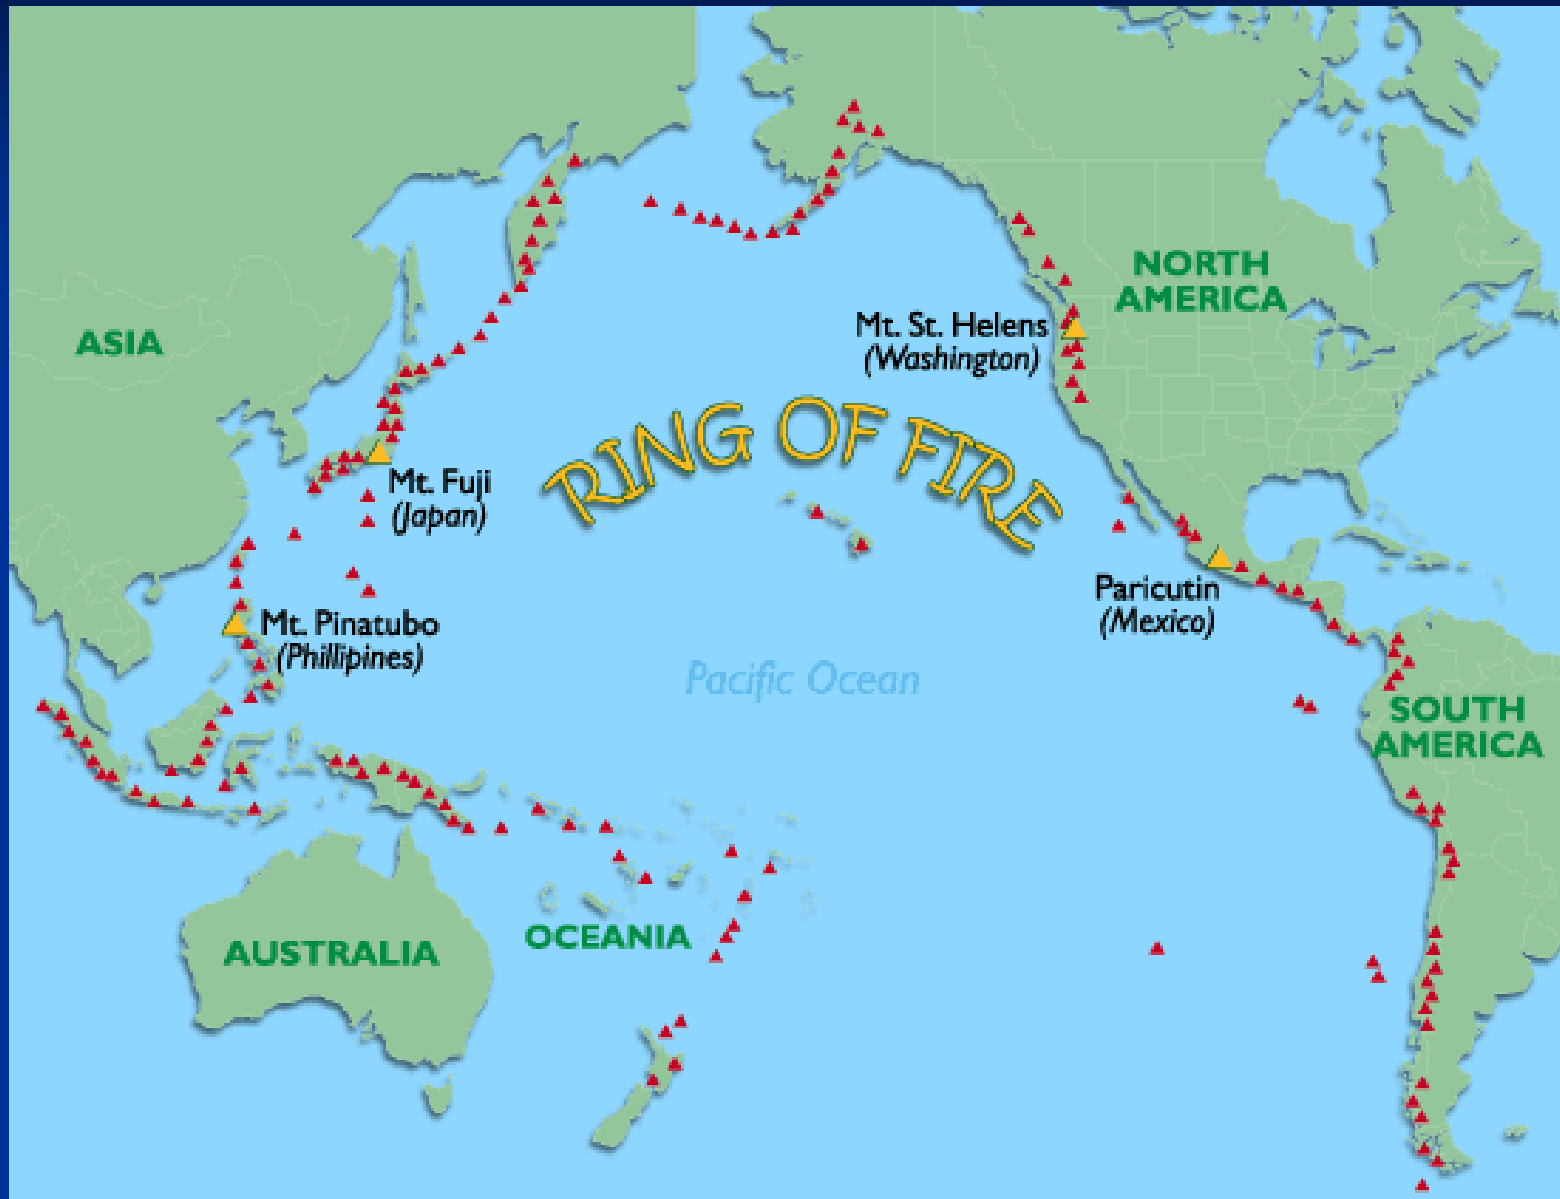 NORTH
AMERICA
ASIA
Mt. St. Helens
(Washington)
RING OF FIRE
Mt. Fuji
(Japan)
Paricutin
(Mexico)
Mt. Pinatubo
(Phillipines)
Pacific Ocean
SOUTH
AMERICA
OCEANIA
AUSTRALIA